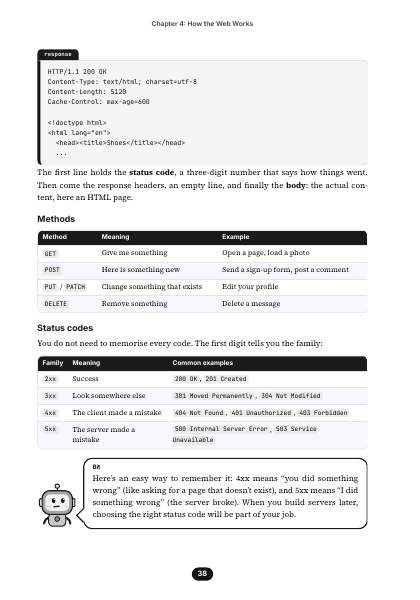 Chapter 4: How the Web Works
response
HTTP/1.1 200 OK
Content-Type: text/html; charset=utf-8
Content-Length: 5120
Cache-Control: max-age=600
<!doctype html>
<html lang="en">
<head><title>Shoes</title></head>
...
The first line holds the status code, a three-digit number that says how things went.
Then come the response headers, an empty line, and finally the body: the actual con-
tent, here an HTML page.
Methods
Method Meaning Example
GET Give me something Open a page, load a photo
POST Here is something new Send a sign-up form, post a comment
PUT / PATCH Change something that exists Edit your profile
DELETE Remove something Delete a message
Status codes
You do not need to memorise every code. The first digit tells you the family:
Family Meaning Common examples
2xx Success 200 OK, 201 Created
3xx Look somewhere else 301 Moved Permanently, 304 Not Modified
4xx The client made a mistake 404 Not Found, 401 Unauthorized, 403 Forbidden
5xx The server made a 500 Internal Server Error, 503 Service
mistake Unavailable
Bit
Here's an easy way to remember it: 4xx means “you did something
wrong” (like asking for a page that doesn't exist), and 5xx means “I did
something wrong” (the server broke). When you build servers later,
choosing the right status code will be part of your job.
38